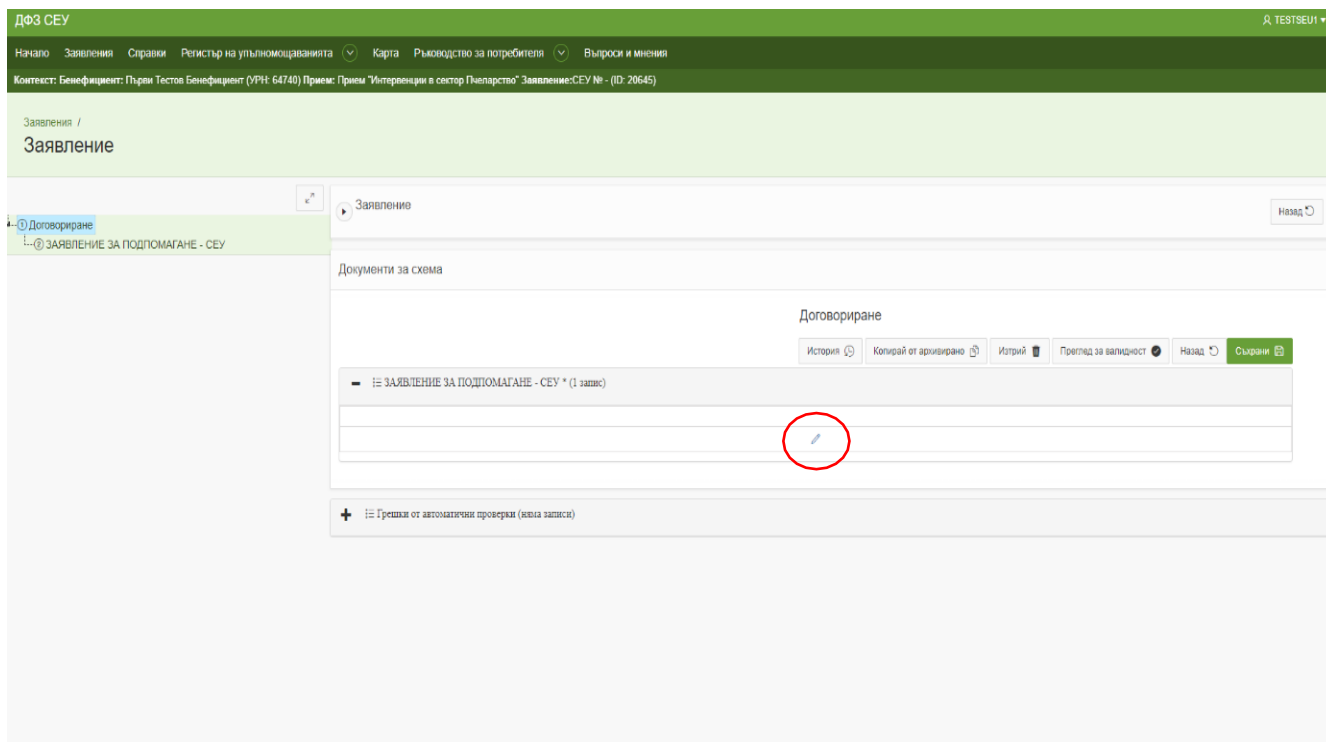 ДФЗ СЕУ
TESTSEU1
Начало Заявления Справки Регистър на упълномощаванията Карта Ръководство за потребителя Въпроси и мнения
Контекст: Бенефициент: Първи Тестов Бенефициент (УРН: 64740) Прием: Прием "Интервенции в сектор Пчеларство" Заявление:СЕУ № - (ID: 20645)
Заявления /
Заявление
Заявление
Назад
1 Договориране
2 ЗАЯВЛЕНИЕ ЗА ПОДПОМАГАНЕ - СЕУ
Документи за схема
Договориране
История Копирай от архивирано Изтрий Преглед за валидност Назад Съхрани
ЗАЯВЛЕНИЕ ЗА ПОДПОМАГАНЕ - СЕУ * (1 запис)
Грешки от автоматични проверки (няма записи)